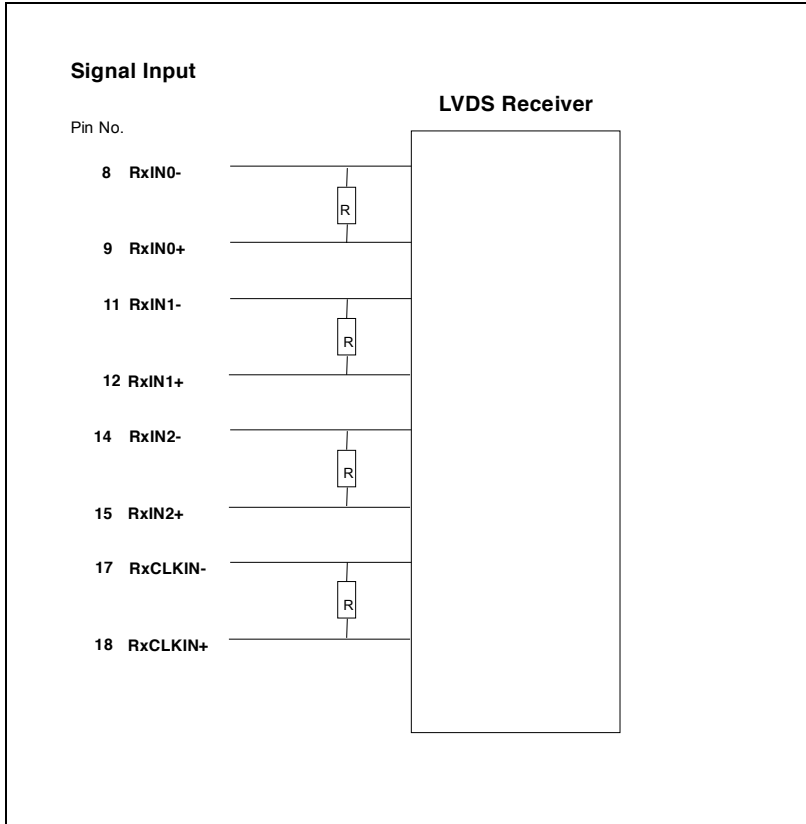 Signal Input
LVDS Receiver
Pin No.
8 RxIN0-
R
9 RxIN0+
11 RxIN1-
R
12 RxIN1+
14 RxIN2-
R
15 RxIN2+
17 RxCLKIN-
R
18 RxCLKIN+